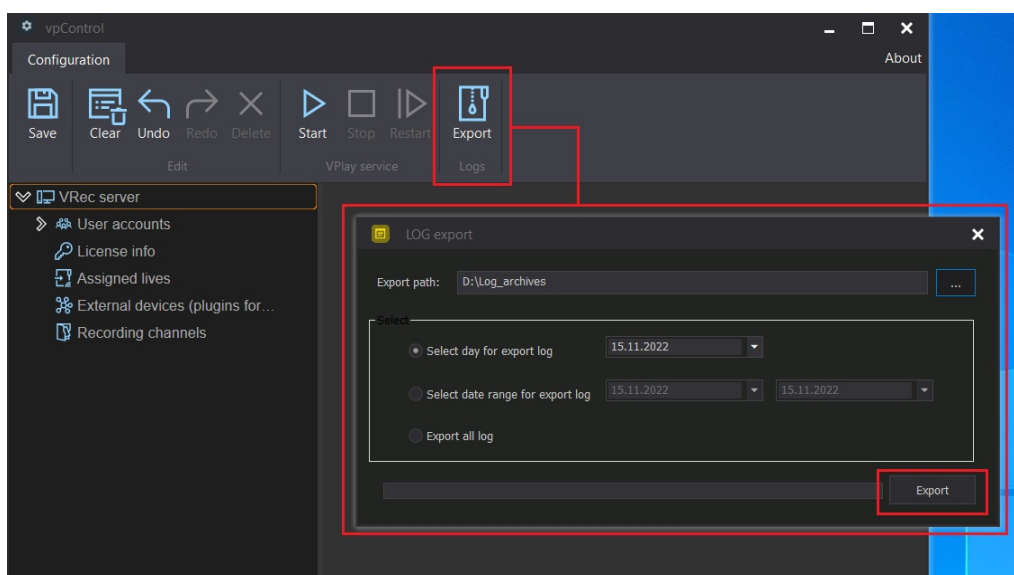 vpControl
Configuration
About
Save
Clear
Undo
Redo
Delete
Start
Stop
Restart
Export
Edit
VPlay service
Logs
VRec server
User accounts
License info
Assigned lives
External devices (plugins for...
Recording channels
LOG export
Export path:
D:\Log_archives
...
Select
Select day for export log
15.11.2022
Select date range for export log
15.11.2022
15.11.2022
Export all log
Export